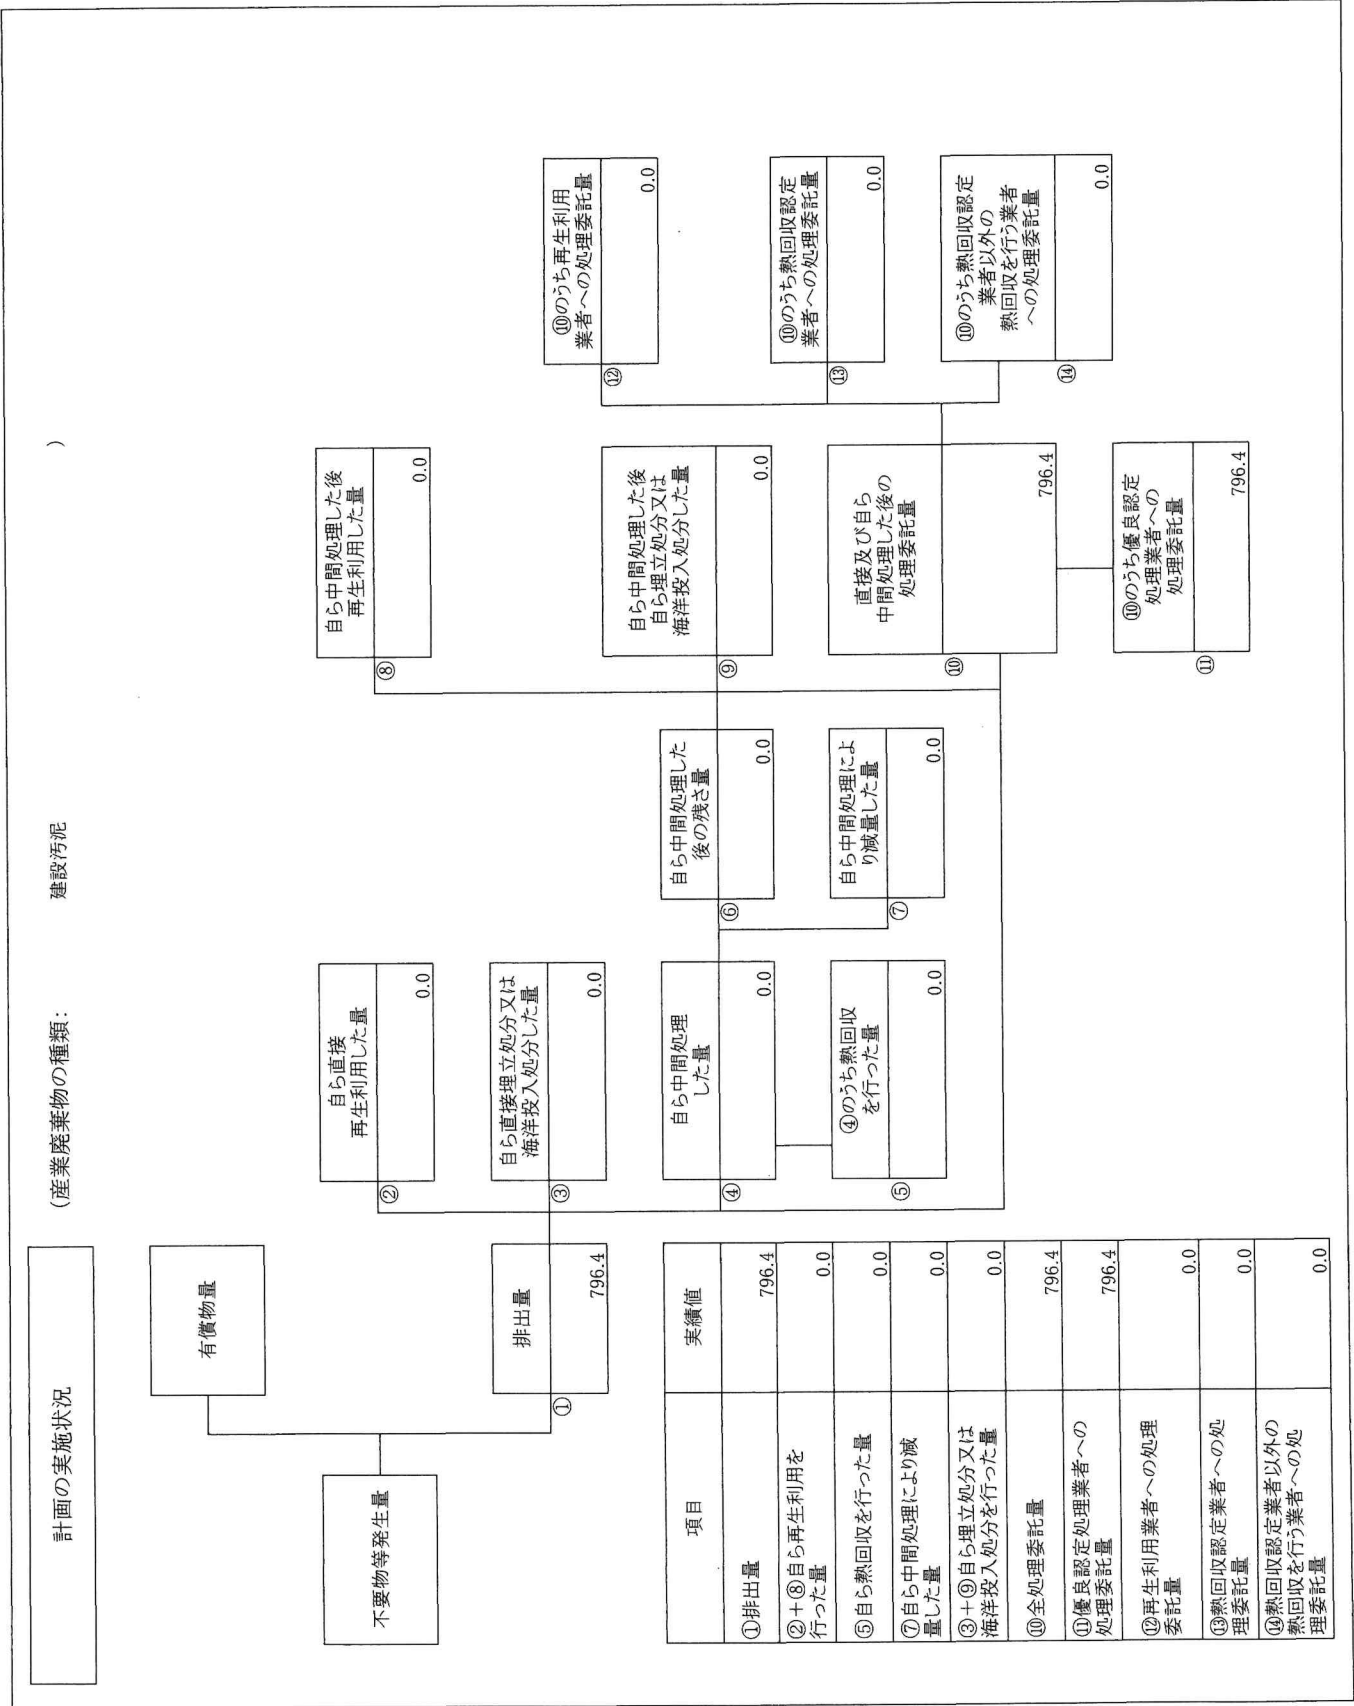 計画の実施状況
(産業廃棄物の種類:
建設汚泥
)
有償物量
不要物等発生量
排出量
①
796.4
自ら直接
再生利用した量
②
0.0
自ら直接埋立処分又は
海洋投入処分した量
③
0.0
自ら中間処理
した量
④
0.0
④のうち熱回収
を行った量
⑤
0.0
自ら中間処理した
後の残さ量
⑥
0.0
自ら中間処理によ
り減量した量
⑦
0.0
自ら中間処理した後
再生利用した量
⑧
0.0
自ら中間処理した後
自ら埋立処分又は
海洋投入処分した量
⑨
0.0
直接及び自ら
中間処理した後の
処理委託量
⑩
796.4
⑩のうち優良認定
処理業者への
処理委託量
⑪
796.4
⑩のうち再生利用
業者への処理委託量
⑫
0.0
⑩のうち熱回収認定
業者への処理委託量
⑬
0.0
⑩のうち熱回収認定
業者以外の
熱回収を行う業者
への処理委託量
⑭
0.0
項目
実績値
①排出量
796.4
②+⑧自ら再生利用を
行った量
0.0
⑤自ら熱回収を行った量
0.0
⑦自ら中間処理により減
量した量
0.0
③+⑨自ら埋立処分又は
海洋投入処分を行った量
0.0
⑩全処理委託量
796.4
⑪優良認定処理業者への
処理委託量
796.4
⑫再生利用業者への処理
委託量
0.0
⑬熱回収認定業者への処
理委託量
0.0
⑭熱回収認定業者以外の
熱回収を行う業者への処
理委託量
0.0